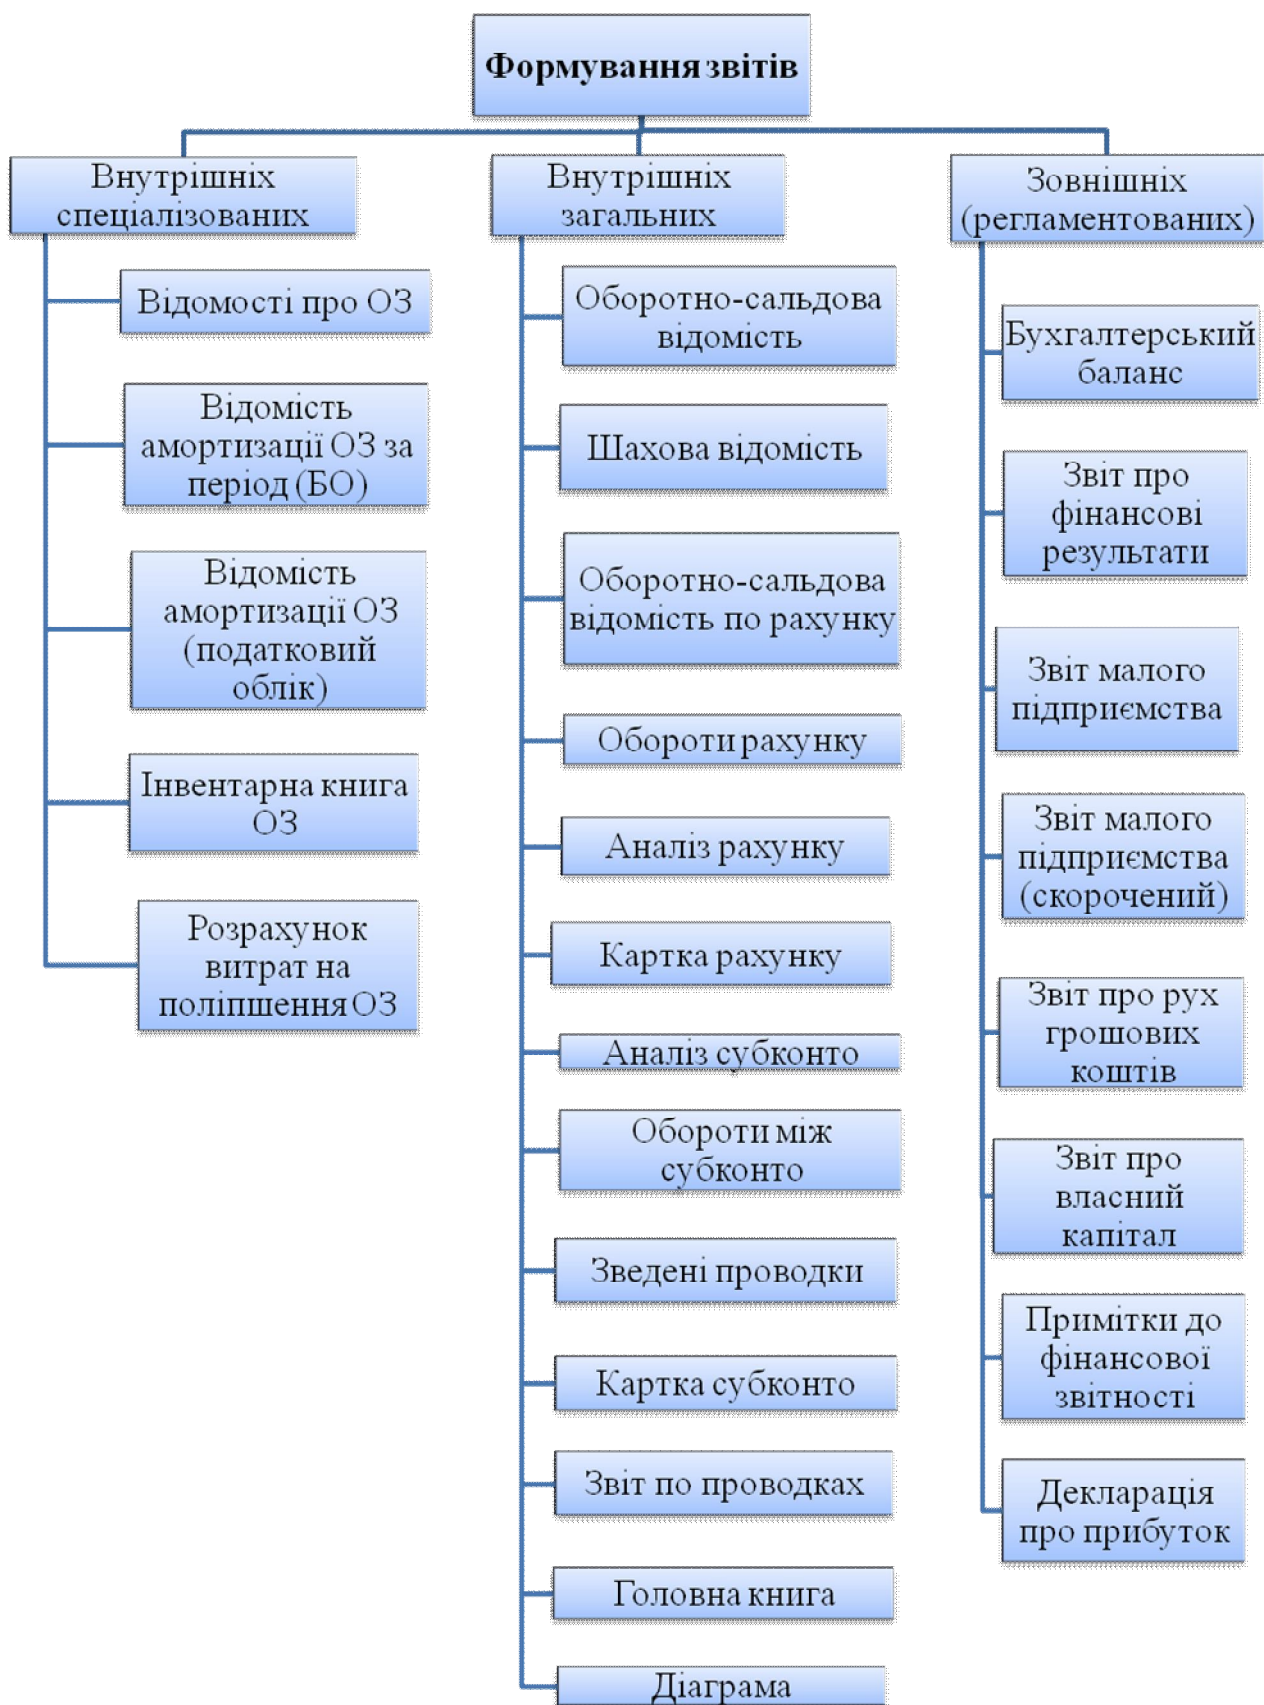 Формування звітів
Внутрішніх
спеціалізованих
Відомості про ОЗ
Відомість
амортизації ОЗ за
період (БО)
Відомість
амортизації ОЗ
(податковий
облік)
Інвентарна книга
ОЗ
Розрахунок
витрат на
поліпшення ОЗ
Внутрішніх
загальних
Оборотно-сальдова
відомість
Шахова відомість
Оборотно-сальдова
відомість по рахунку
Обороти рахунку
Аналіз рахунку
Картка рахунку
Аналіз субконто
Обороти між
субконто
Зведені проводки
Картка субконто
Звіт по проводках
Головна книга
Діаграма
Зовнішніх
(регламентованих)
Бухгалтерський
баланс
Звіт про
фінансові
результати
Звіт малого
підприємства
Звіт малого
підприємства
(скорочений)
Звіт про рух
грошових
коштів
Звіт про
власний
капітал
Примітки до
фінансової
звітності
Декларація
про прибуток